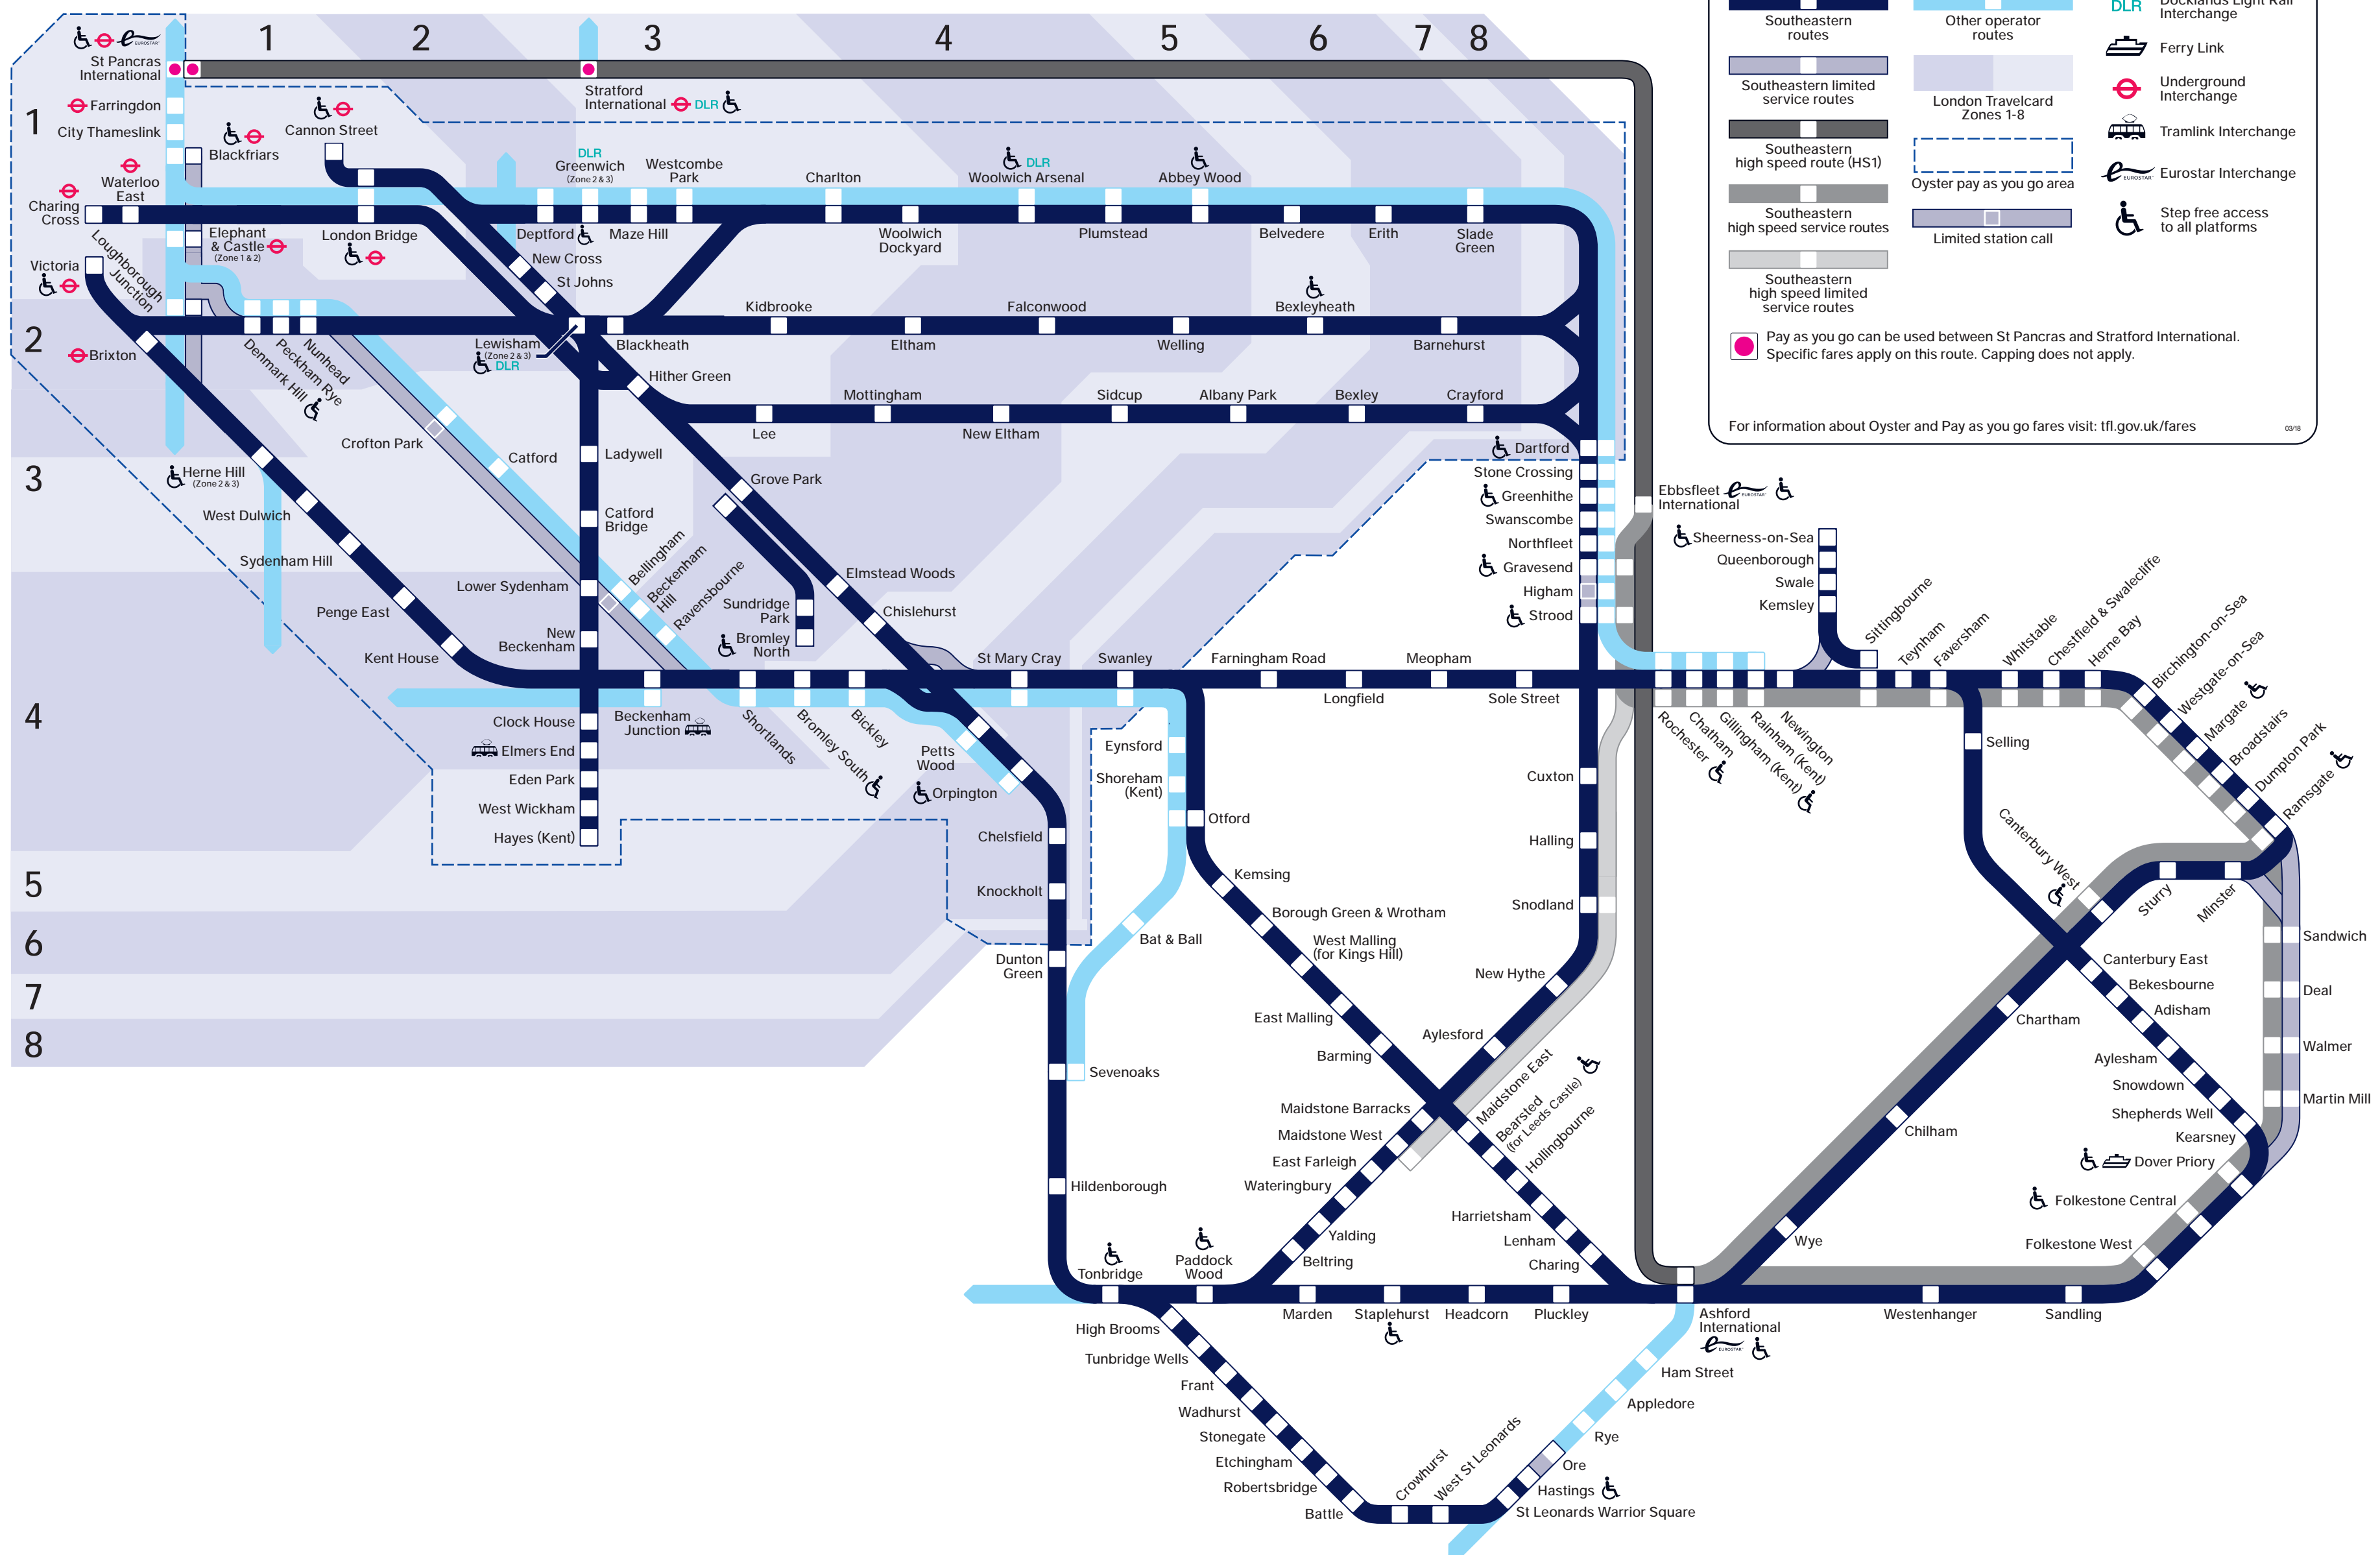 1
2
3
4
5
6
7
8
EUROSTAR
St Pancras
International
Farringdon
City Thameslink
1
Blackfriars
Cannon Street
Waterloo
East
Charing
Cross
Elephant
& Castle
(Zone 1 & 2)
London Bridge
Loughborough
Junction
Victoria
Stratford
International
DLR
DLR
Greenwich
(Zone 2 & 3)
Westcombe
Park
Charlton
DLR
Woolwich Arsenal
Abbey Wood
Deptford
Maze Hill
Woolwich
Dockyard
Plumstead
Belvedere
Erith
Slade
Green
New Cross
St Johns
2
Brixton
Denmark Hill
Peckham Rye
Nunhead
Lewisham
(Zone 2 & 3)
DLR
Blackheath
Kidbrooke
Eltham
Falconwood
Welling
Bexleyheath
Barnehurst
Hither Green
Lee
Mottingham
New Eltham
Sidcup
Albany Park
Bexley
Crayford
3
Herne Hill
(Zone 2 & 3)
West Dulwich
Sydenham Hill
Penge East
Kent House
Crofton Park
Catford
Ladywell
Catford
Bridge
Lower Sydenham
New
Beckenham
Bellingham
Beckenham
Hill
Ravensbourne
Grove Park
Sundridge
Park
Bromley
North
Elmstead Woods
Chislehurst
4
Clock House
Elmers End
Eden Park
West Wickham
Hayes (Kent)
Beckenham
Junction
Shortlands
Bromley South
Bickley
Petts
Wood
Orpington
St Mary Cray
Swanley
Farningham Road
Longfield
Meopham
Sole Street
5
6
7
8
Chelsfield
Knockholt
Dunton
Green
Sevenoaks
Hildenborough
Eynsford
Shoreham
(Kent)
Otford
Bat & Ball
Kemsing
Borough Green & Wrotham
West Malling
(for Kings Hill)
East Malling
Barming
Dartford
Stone Crossing
Greenhithe
Swanscombe
Northfleet
Gravesend
Higham
Strood
Cuxton
Halling
Snodland
New Hythe
Aylesford
Maidstone Barracks
Maidstone West
East Farleigh
Wateringbury
Yalding
Beltring
Maidstone East
Bearsted
(for Leeds Castle)
Hollingbourne
Harrietsham
Lenham
Charing
Tonbridge
Paddock
Wood
Marden
Staplehurst
Headcorn
Pluckley
Ashford
International
EUROSTAR
High Brooms
Tunbridge Wells
Frant
Wadhurst
Stonegate
Etchingham
Robertsbridge
Battle
Crowhurst
West St Leonards
St Leonards Warrior Square
Hastings
Ore
Rye
Appledore
Ham Street
Ebbsfleet
International
EUROSTAR
Sheerness-on-Sea
Queenborough
Swale
Kemsley
Sittingbourne
Rochester
Chatham
Gillingham (Kent)
Rainham (Kent)
Newington
Teynham
Faversham
Whitstable
Chestfield & Swalecliffe
Herne Bay
Birchington-on-Sea
Westgate-on-Sea
Margate
Broadstairs
Dumpton Park
Ramsgate
Selling
Canterbury West
Sturry
Minster
Canterbury East
Bekesbourne
Adisham
Aylesham
Snowdown
Shepherds Well
Kearsney
Dover Priory
Folkestone Central
Folkestone West
Sandwich
Deal
Walmer
Martin Mill
Chartham
Chilham
Wye
Westenhanger
Sandling
Southeastern
routes
Southeastern limited
service routes
Southeastern
high speed route (HS1)
Southeastern
high speed service routes
Southeastern
high speed limited
service routes
Other operator
routes
London Travelcard
Zones 1-8
Oyster pay as you go area
Limited station call
DLR
Docklands Light Rail
Interchange
Ferry Link
Underground
Interchange
Tramlink Interchange
EUROSTAR
Eurostar Interchange
Step free access
to all platforms
Pay as you go can be used between St Pancras and Stratford International.
Specific fares apply on this route. Capping does not apply.
For information about Oyster and Pay as you go fares visit: tfl.gov.uk/fares
03/18